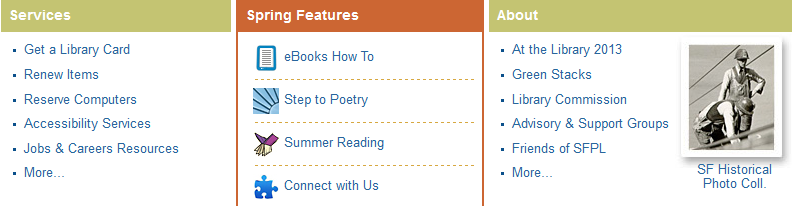 Services
Get a Library Card
Renew Items
Reserve Computers
Accessibility Services
Jobs & Careers Resources
More...
Spring Features
eBooks How To
Step to Poetry
Summer Reading
Connect with Us
About
At the Library 2013
Green Stacks
Library Commission
Advisory & Support Groups
Friends of SFPL
More...
SF Historical
Photo Coll.